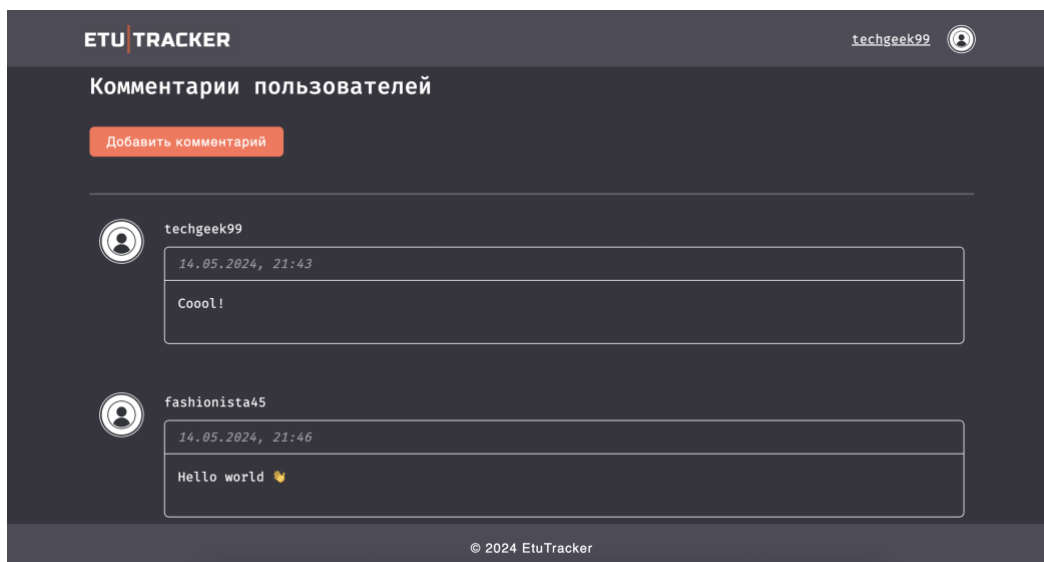 ETU TRACKER
techgeek99
Комментарии пользователей
Добавить комментарий
techgeek99
14.05.2024, 21:43
Coool!
fashionista45
14.05.2024, 21:46
Hello world 👋
© 2024 EtuTracker